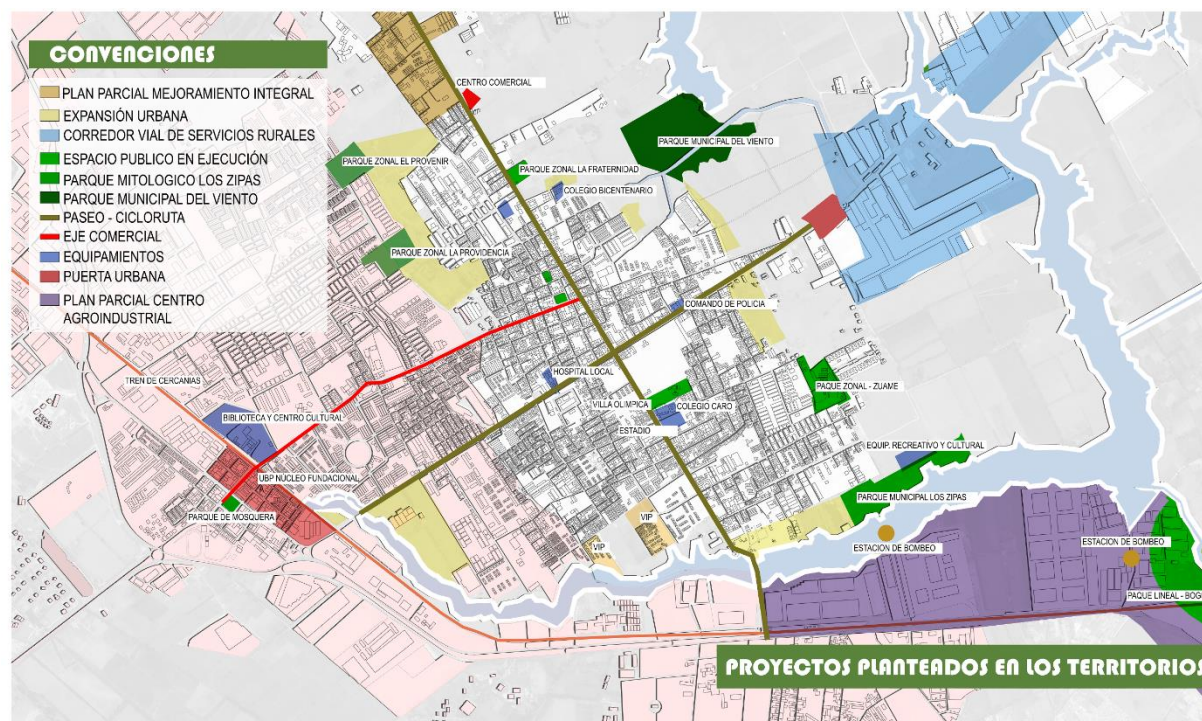 CONVENCIONES
PLAN PARCIAL MEJORAMIENTO INTEGRAL
EXPANSIÓN URBANA
CORREDOR VIAL DE SERVICIOS RURALES
ESPACIO PUBLICO EN EJECUCIÓN
PARQUE MITOLOGICO LOS ZIPAS
PARQUE MUNICIPAL DEL VIENTO
PASEO - CICLORUTA
EJE COMERCIAL
EQUIPAMIENTOS
PUERTA URBANA
PLAN PARCIAL CENTRO
AGROINDUSTRIAL
CENTRO COMERCIAL
PARQUE MUNICIPAL DEL VIENTO
PARQUE ZONAL EL PROVENIR
PARQUE ZONAL LA FRATERNIDAD
COLEGIO BICENTENARIO
PARQUE ZONAL LA PROVIDENCIA
COMANDO DE POLICIA
HOSPITAL LOCAL
TREN DE CERCANIAS
PAQUE ZONAL - ZUAME
VILLA OLIMPICA
COLEGIO CARO
BIBLIOTECA Y CENTRO CULTURAL
ESTADIO
EQUIP. RECREATIVO Y CULTURAL
UBP NÚCLEO FUNDACIONAL
PARQUE MUNICIPAL LOS ZIPAS
PARQUE DE MOSQUERA
VIP
VIP
ESTACION DE BOMBEO
ESTACION DE BOMBEO
PAQUE LINEAL - BOG
PROYECTOS PLANTEADOS EN LOS TERRITORIOS